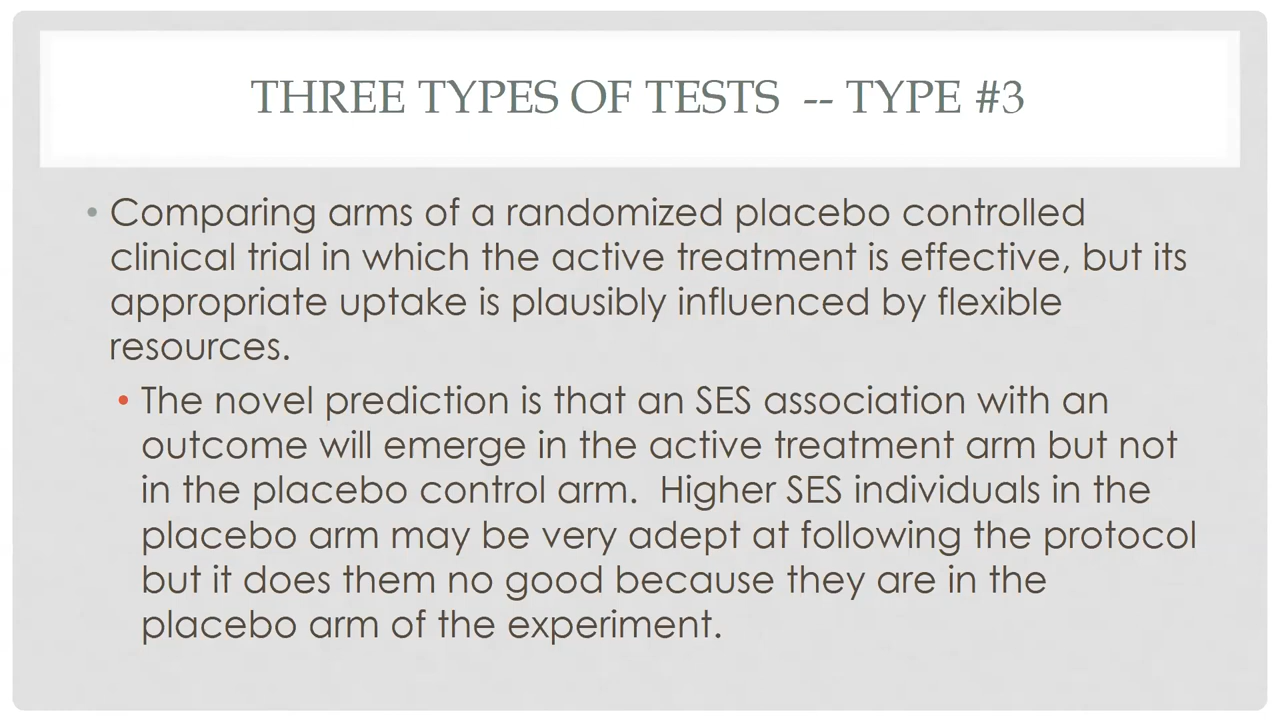 THREE TYPES OF TESTS -- TYPE #3
• Comparing arms of a randomized placebo controlled
clinical trial in which the active treatment is effective, but its
appropriate uptake is plausibly influenced by flexible
resources.
• The novel prediction is that an SES association with an
outcome will emerge in the active treatment arm but not
in the placebo control arm. Higher SES individuals in the
placebo arm may be very adept at following the protocol
but it does them no good because they are in the
placebo arm of the experiment.